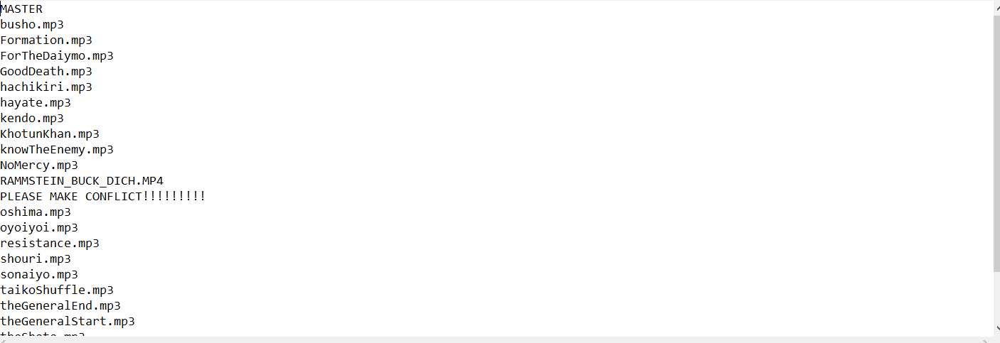 MASTER
busho.mp3
Formation.mp3
ForTheDaiymo.mp3
GoodDeath.mp3
hachikiri.mp3
hayate.mp3
kendo.mp3
KhotunKhan.mp3
knowTheEnemy.mp3
NoMercy.mp3
RAMMSTEIN_BUCK_DICH.MP4
PLEASE MAKE CONFLICT!!!!!!!!!
oshima.mp3
oyoiyoi.mp3
resistance.mp3
shouri.mp3
sonaiyo.mp3
taikoShuffle.mp3
theGeneralEnd.mp3
theGeneralStart.mp3